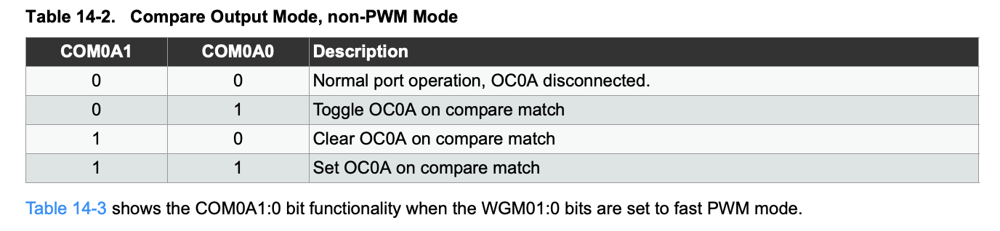 Table 14-2. Compare Output Mode, non-PWM Mode
COM0A1 COM0A0 Description
0 0 Normal port operation, OC0A disconnected.
0 1 Toggle OC0A on compare match
1 0 Clear OC0A on compare match
1 1 Set OC0A on compare match
Table 14-3 shows the COM0A1:0 bit functionality when the WGM01:0 bits are set to fast PWM mode.